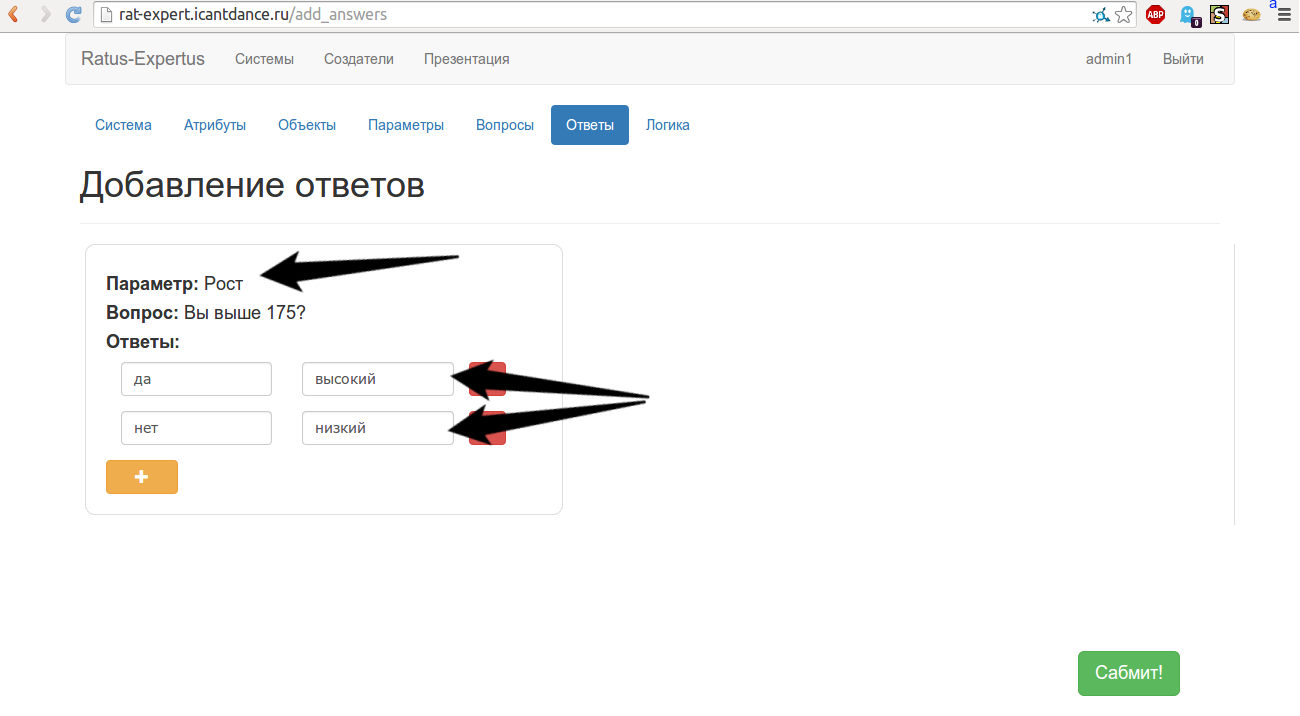 rat-expert.icantdance.ru/add_answers ABP 0 S a
Ratus-Expertus Системы Создатели Презентация admin1 Выйти
Система Атрибуты Объекты Параметры Вопросы Ответы Логика
Добавление ответов
Параметр: Рост
Вопрос: Вы выше 175?
Ответы:
да высокий
нет низкий
+
Сабмит!